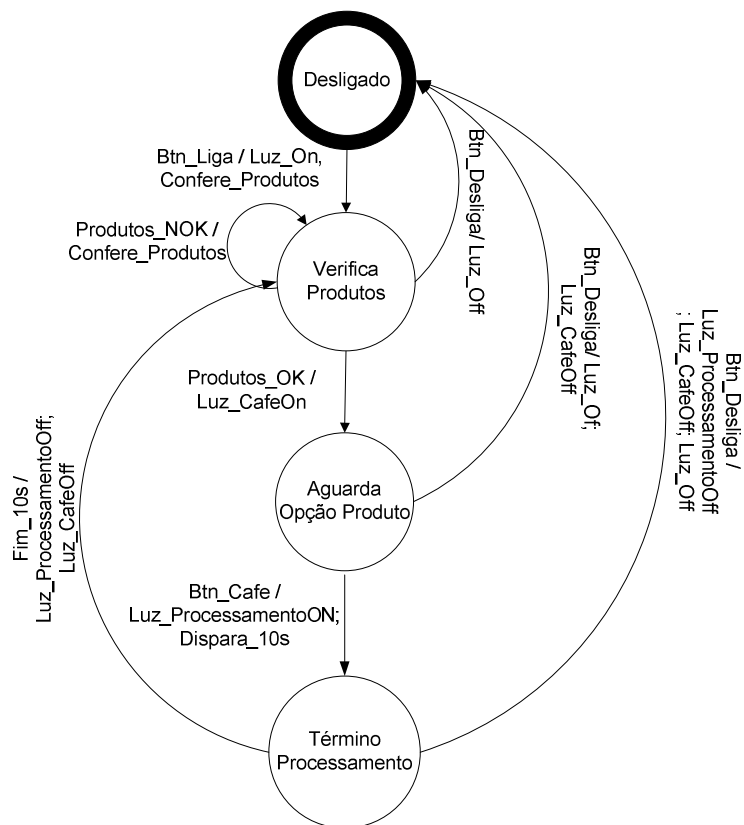 Desligado
Btn_Liga / Luz_On,
Confere_Produtos
Produtos_NOK /
Confere_Produtos
Verifica
Produtos
Btn_Desliga/ Luz_Off
Btn_Desliga/ Luz_Of;
Luz_CafeOff
Btn_Desliga /
Luz_ProcessamentoOff
; Luz_CafeOff; Luz_Off
Produtos_OK /
Luz_CafeOn
Aguarda
Opção Produto
Fim_10s /
Luz_ProcessamentoOff;
Luz_CafeOff
Btn_Cafe /
Luz_ProcessamentoON;
Dispara_10s
Término
Processamento